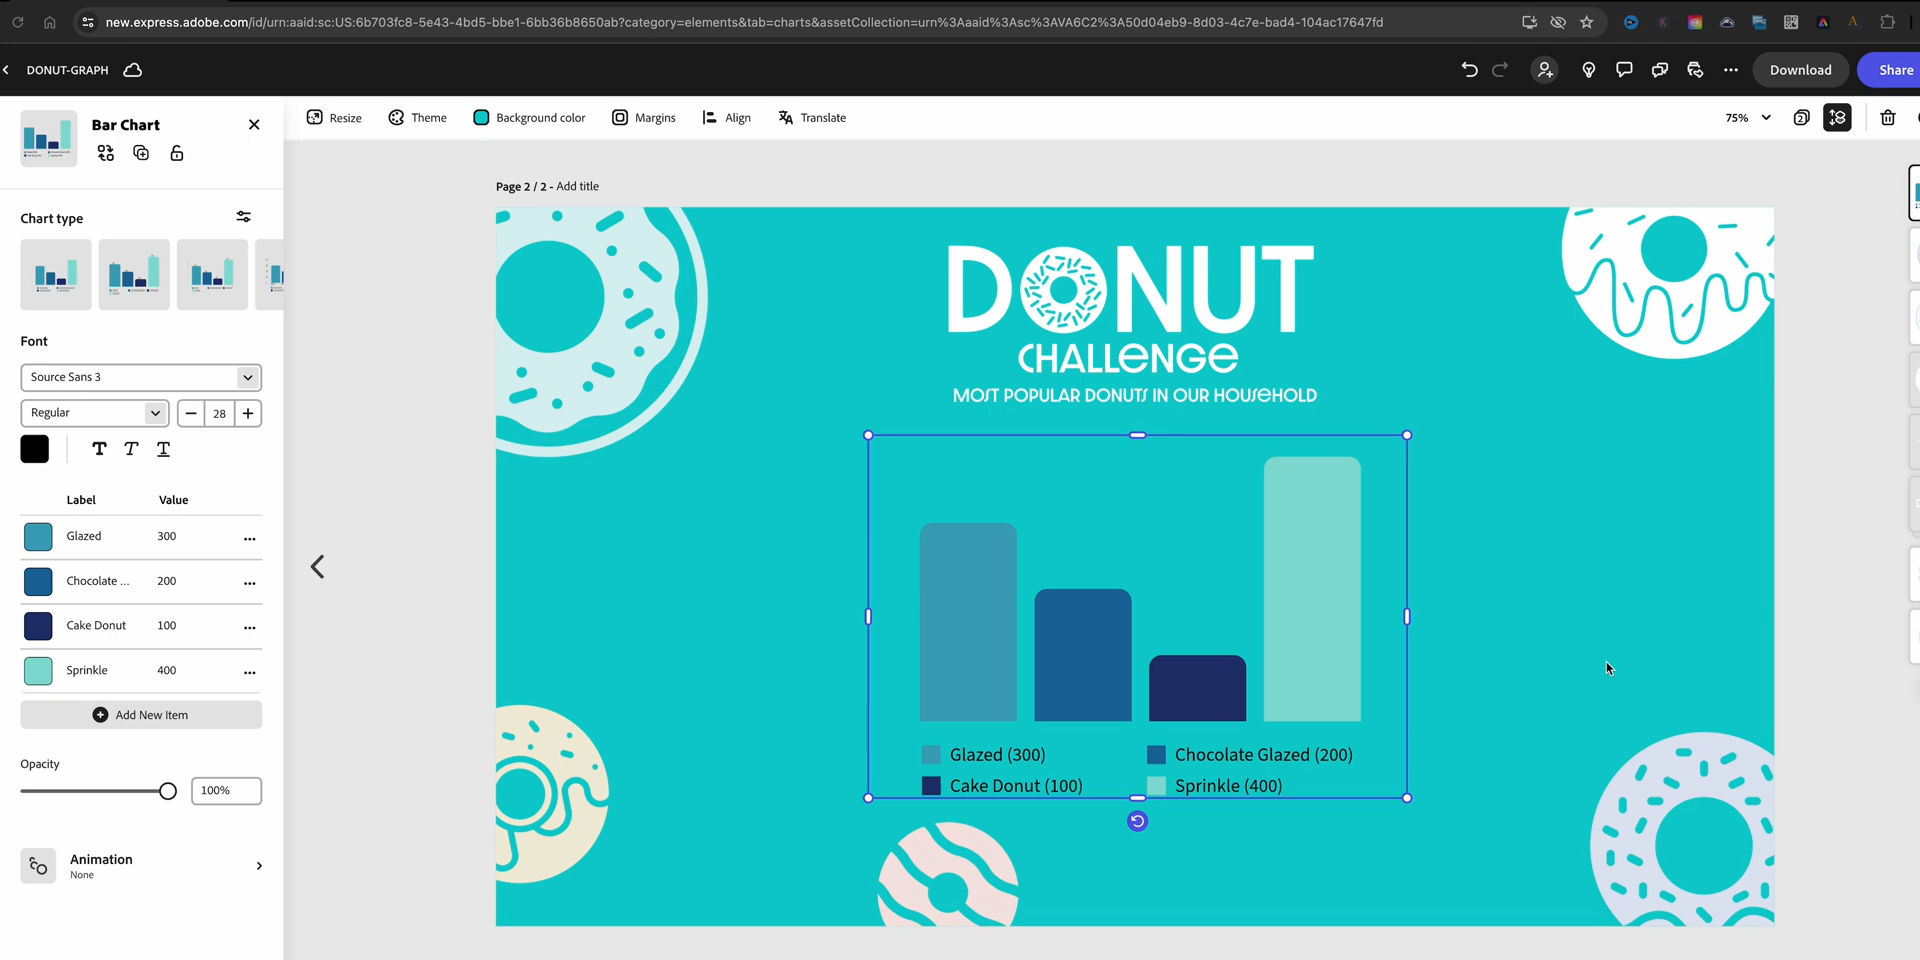 new.express.adobe.com/id/urn:aaid:sc:US:6b703fc8-5e43-4bd5-bbe1-6bb36b8650ab?category=elements&tab=charts&assetCollection=urn%3Aaaid%3Asc%3AVA6C2%3A50d04eb9-8d03-4c7e-bad4-104ac17647fd
DONUT-GRAPH
Download
Share
Bar Chart
Resize
Theme
Background color
Margins
Align
Translate
75%
2
Page 2 / 2 - Add title
Chart type
Font
Source Sans 3
Regular
28
T T T
Label Value
Glazed 300
Chocolate ... 200
Cake Donut 100
Sprinkle 400
Add New Item
Opacity
100%
Animation
None
DONUT
CHALLENGE
MOST POPULAR DONUTS IN OUR HOUSEHOLD
Glazed (300)
Chocolate Glazed (200)
Cake Donut (100)
Sprinkle (400)